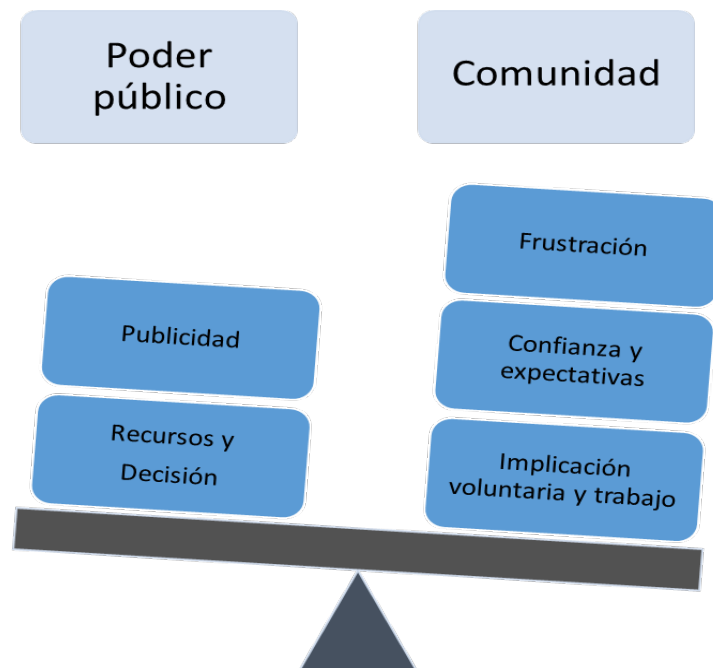 Poder
público
Comunidad
Publicidad
Recursos y
Decisión
Frustración
Confianza y
expectativas
Implicación
voluntaria y trabajo